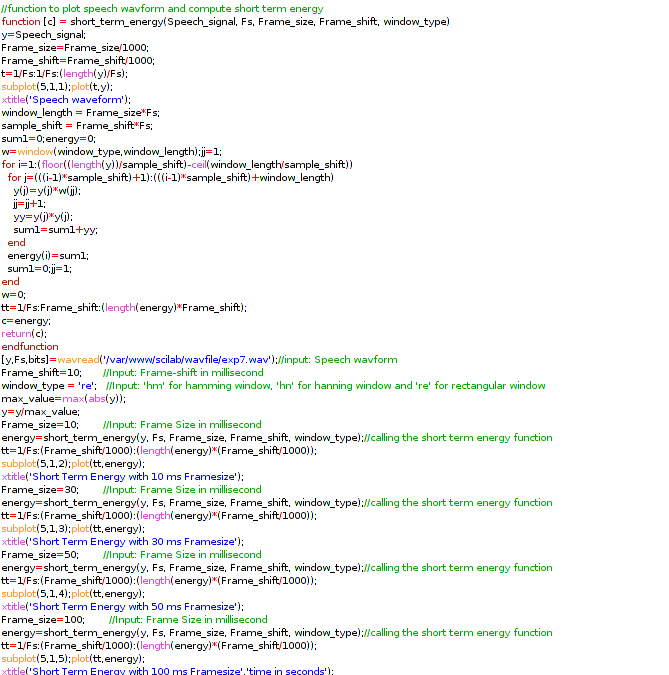 //function to plot speech wavform and compute short term energy
function [c] = short_term_energy(Speech_signal, Fs, Frame_size, Frame_shift, window_type)
y=Speech_signal;
Frame_size=Frame_size/1000;
Frame_shift=Frame_shift/1000;
t=1/Fs:1/Fs:(length(y)/Fs);
subplot(5,1,1);plot(t,y);
xtitle('Speech waveform');
window_length = Frame_size*Fs;
sample_shift = Frame_shift*Fs;
sum1=0;energy=0;
w=window(window_type,window_length);jj=1;
for i=1:(floor((length(y))/sample_shift)-ceil(window_length/sample_shift))
for j=(((i-1)*sample_shift)+1):(((i-1)*sample_shift)+window_length)
y(j)=y(j)*w(jj);
jj=jj+1;
yy=y(j)*y(j);
sum1=sum1+yy;
end
energy(i)=sum1;
sum1=0;jj=1;
end
w=0;
tt=1/Fs:Frame_shift:(length(energy)*Frame_shift);
c=energy;
return(c);
endfunction
[y,Fs,bits]=wavread('/var/www/scilab/wavfile/exp7.wav');//input: Speech wavform
Frame_shift=10; //Input: Frame-shift in millisecond
window_type = 're'; //Input: 'hm' for hamming window, 'hn' for hanning window and 're' for rectangular window
max_value=max(abs(y));
y=y/max_value;
Frame_size=10; //Input: Frame Size in millisecond
energy=short_term_energy(y, Fs, Frame_size, Frame_shift, window_type);//calling the short term energy function
tt=1/Fs:(Frame_shift/1000):(length(energy)*(Frame_shift/1000));
subplot(5,1,2);plot(tt,energy);
xtitle('Short Term Energy with 10 ms Framesize');
Frame_size=30; //Input: Frame Size in millisecond
energy=short_term_energy(y, Fs, Frame_size, Frame_shift, window_type);//calling the short term energy function
tt=1/Fs:(Frame_shift/1000):(length(energy)*(Frame_shift/1000));
subplot(5,1,3);plot(tt,energy);
xtitle('Short Term Energy with 30 ms Framesize');
Frame_size=50; //Input: Frame Size in millisecond
energy=short_term_energy(y, Fs, Frame_size, Frame_shift, window_type);//calling the short term energy function
tt=1/Fs:(Frame_shift/1000):(length(energy)*(Frame_shift/1000));
subplot(5,1,4);plot(tt,energy);
xtitle('Short Term Energy with 50 ms Framesize');
Frame_size=100; //Input: Frame Size in millisecond
energy=short_term_energy(y, Fs, Frame_size, Frame_shift, window_type);//calling the short term energy function
tt=1/Fs:(Frame_shift/1000):(length(energy)*(Frame_shift/1000));
subplot(5,1,5);plot(tt,energy);
xtitle('Short Term Energy with 100 ms Framesize','time in seconds');